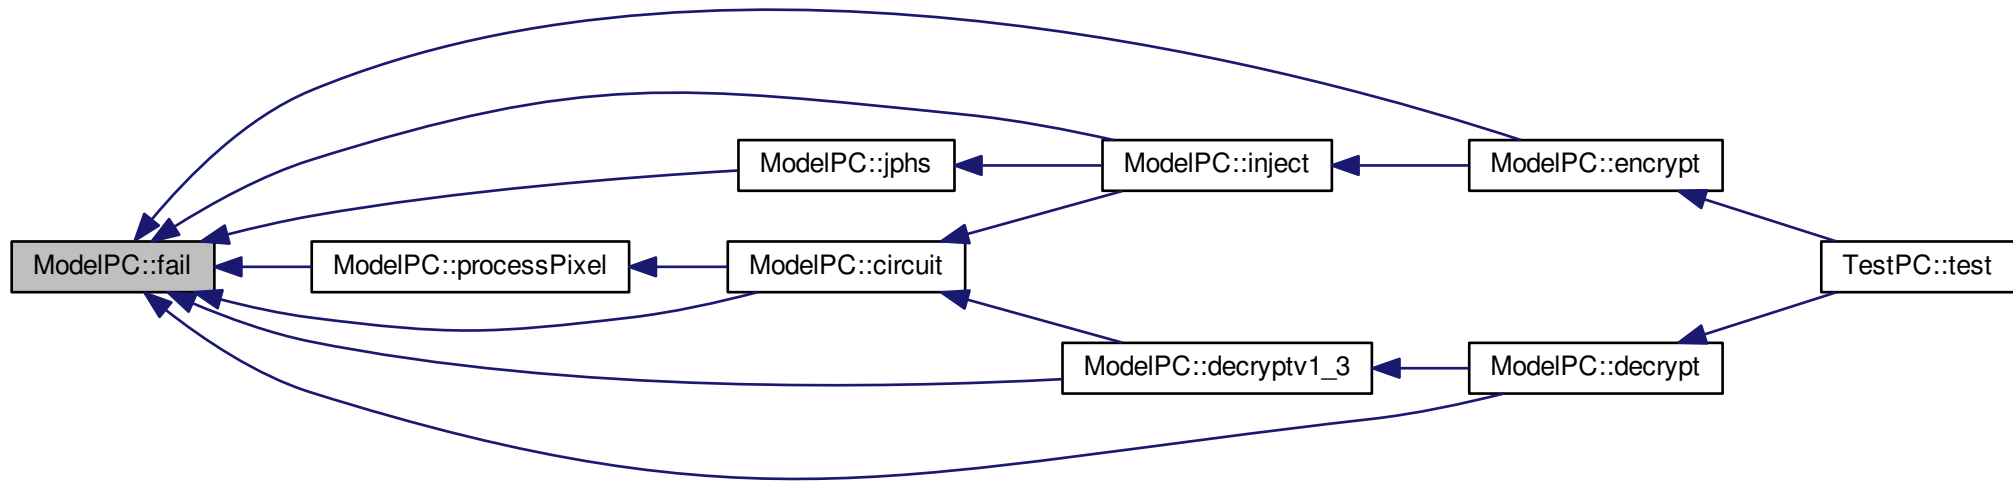 ModelPC::jphs
ModelPC::inject
ModelPC::encrypt
ModelPC::fail
ModelPC::processPixel
ModelPC::circuit
TestPC::test
ModelPC::decryptv1_3
ModelPC::decrypt